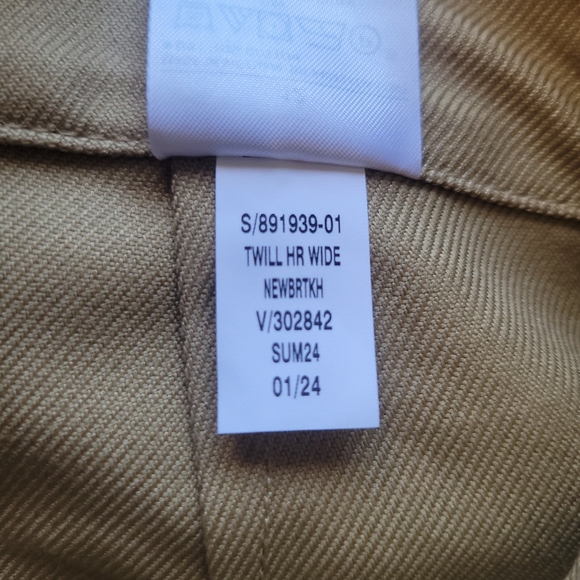 S/891939-01
TWILL HR WIDE
NEWBRTKH
V/302842
SUM24
01/24